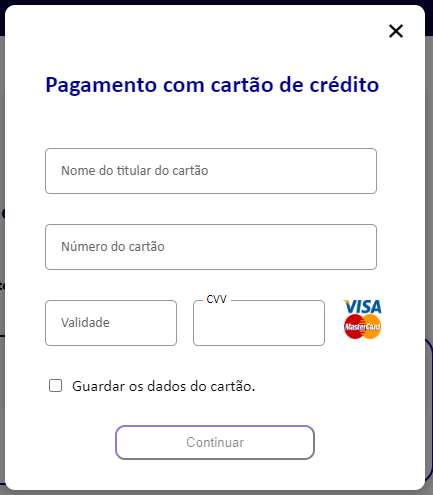 Pagamento com cartão de crédito
Nome do titular do cartão
Número do cartão
Validade
CVV
VISA
MasterCard
Guardar os dados do cartão.
Continuar